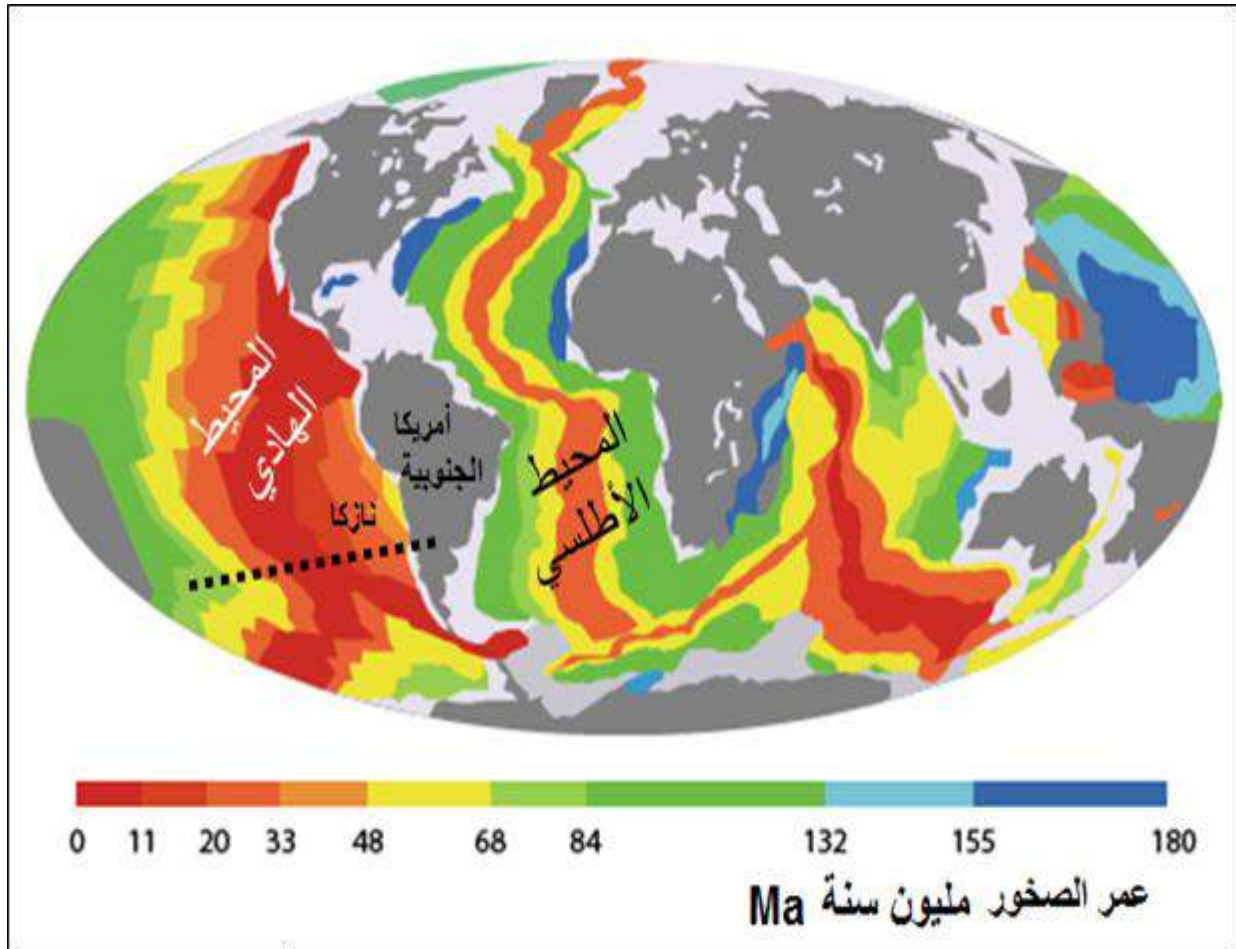 المحيط
الهادي
أمريكا
الجنوبية
نازكا
المحيط
الأطلسي
0 11 20 33 48 68 84 132 155 180
عمر الصخور مليون سنة Ma